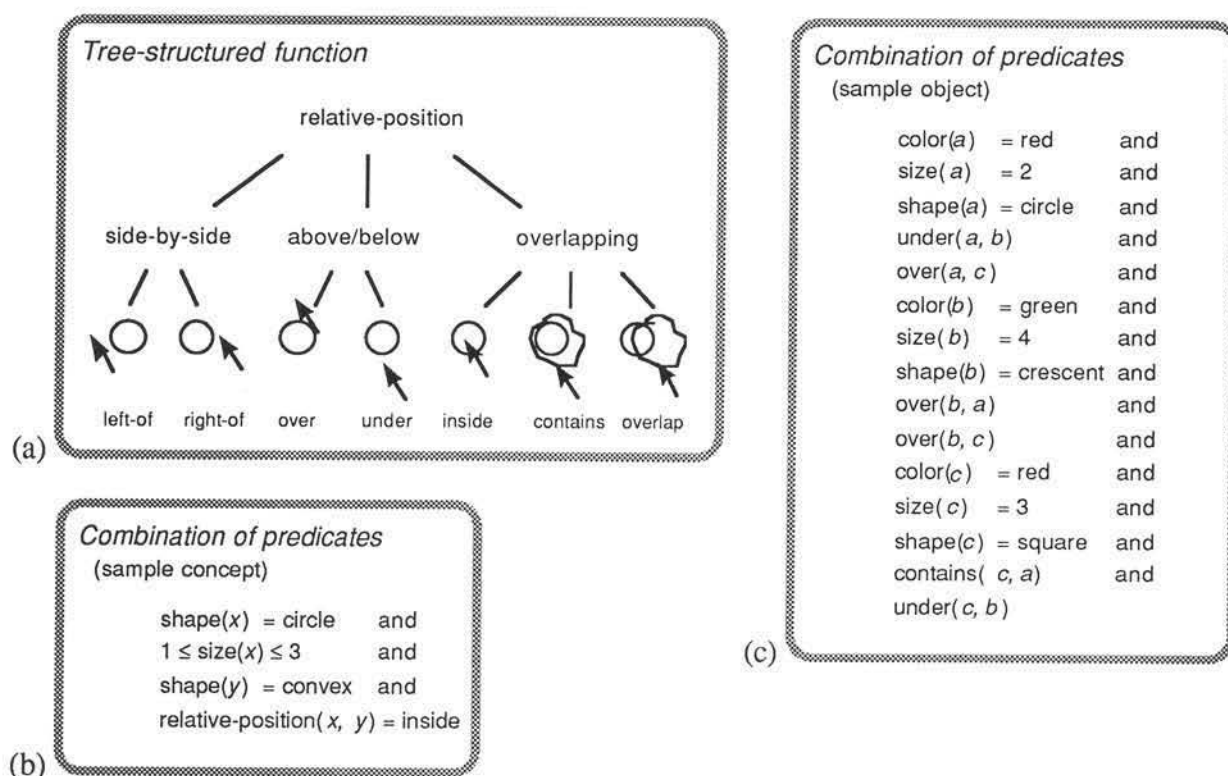 Tree-structured function
relative-position
side-by-side above/below overlapping
left-of right-of over under inside contains overlap
(a)
Combination of predicates
(sample concept)
shape(x) = circle and
1 ≤ size(x) ≤ 3 and
shape(y) = convex and
relative-position(x, y) = inside
(b)
Combination of predicates
(sample object)
color(a) = red and
size(a) = 2 and
shape(a) = circle and
under(a, b) and
over(a, c) and
color(b) = green and
size(b) = 4 and
shape(b) = crescent and
over(b, a) and
over(b, c) and
color(c) = red and
size(c) = 3 and
shape(c) = square and
contains( c, a) and
under(c, b)
(c)